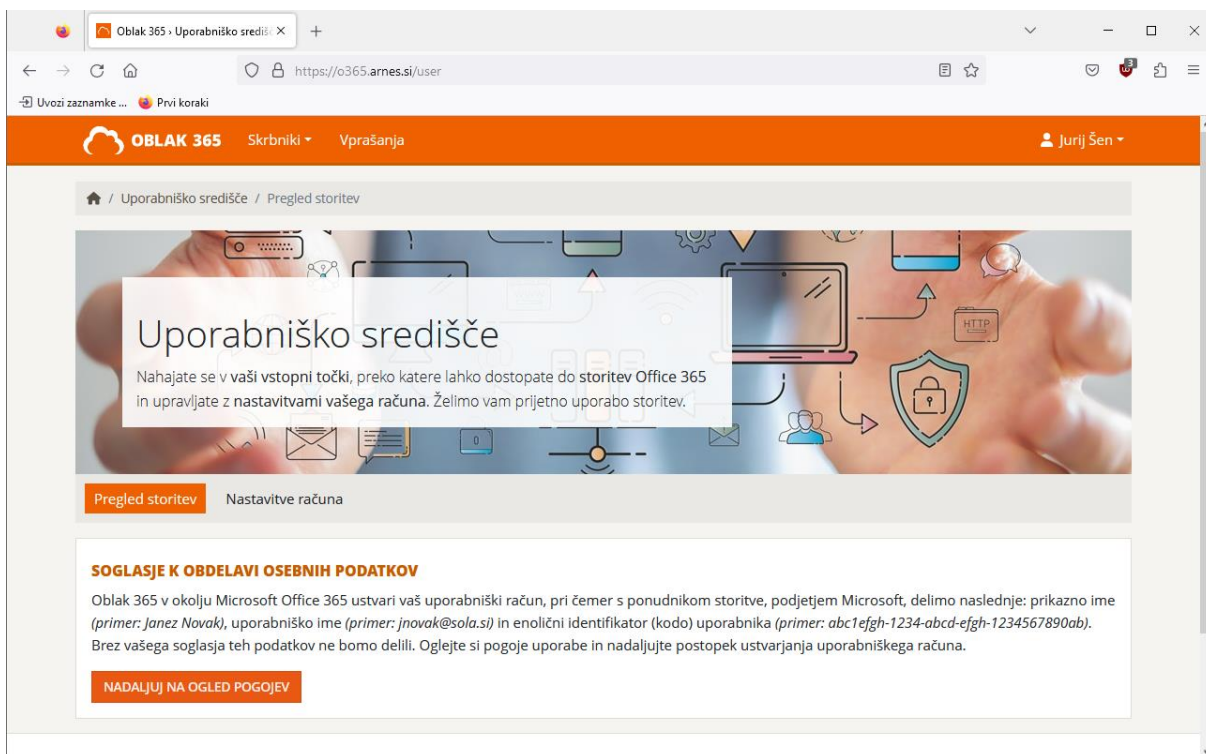 Oblak 365 › Uporabniško središč
https://o365.arnes.si/user
3
Uvozi zaznamke ... Prvi koraki
OBLAK 365 Skrbniki Vprašanja Jurij Šen
/ Uporabniško središče / Pregled storitev
HTTP
Uporabniško središče
Nahajate se v vaši vstopni točki, preko katere lahko dostopate do storitev Office 365
in upravljate z nastavitvami vašega računa. Želimo vam prijetno uporabo storitev.
Pregled storitev Nastavitve računa
SOGLASJE K OBDELAVI OSEBNIH PODATKOV
Oblak 365 v okolju Microsoft Office 365 ustvari vaš uporabniški račun, pri čemer s ponudnikom storitve, podjetjem Microsoft, delimo naslednje: prikazno ime
(primer: Janez Novak), uporabniško ime (primer: jnovak@sola.si) in enolični identifikator (kodo) uporabnika (primer: abc1efgh-1234-abcd-efgh-1234567890ab).
Brez vašega soglasja teh podatkov ne bomo delili. Oglejte si pogoje uporabe in nadaljujte postopek ustvarjanja uporabniškega računa.
NADALJUJ NA OGLED POGOJEV